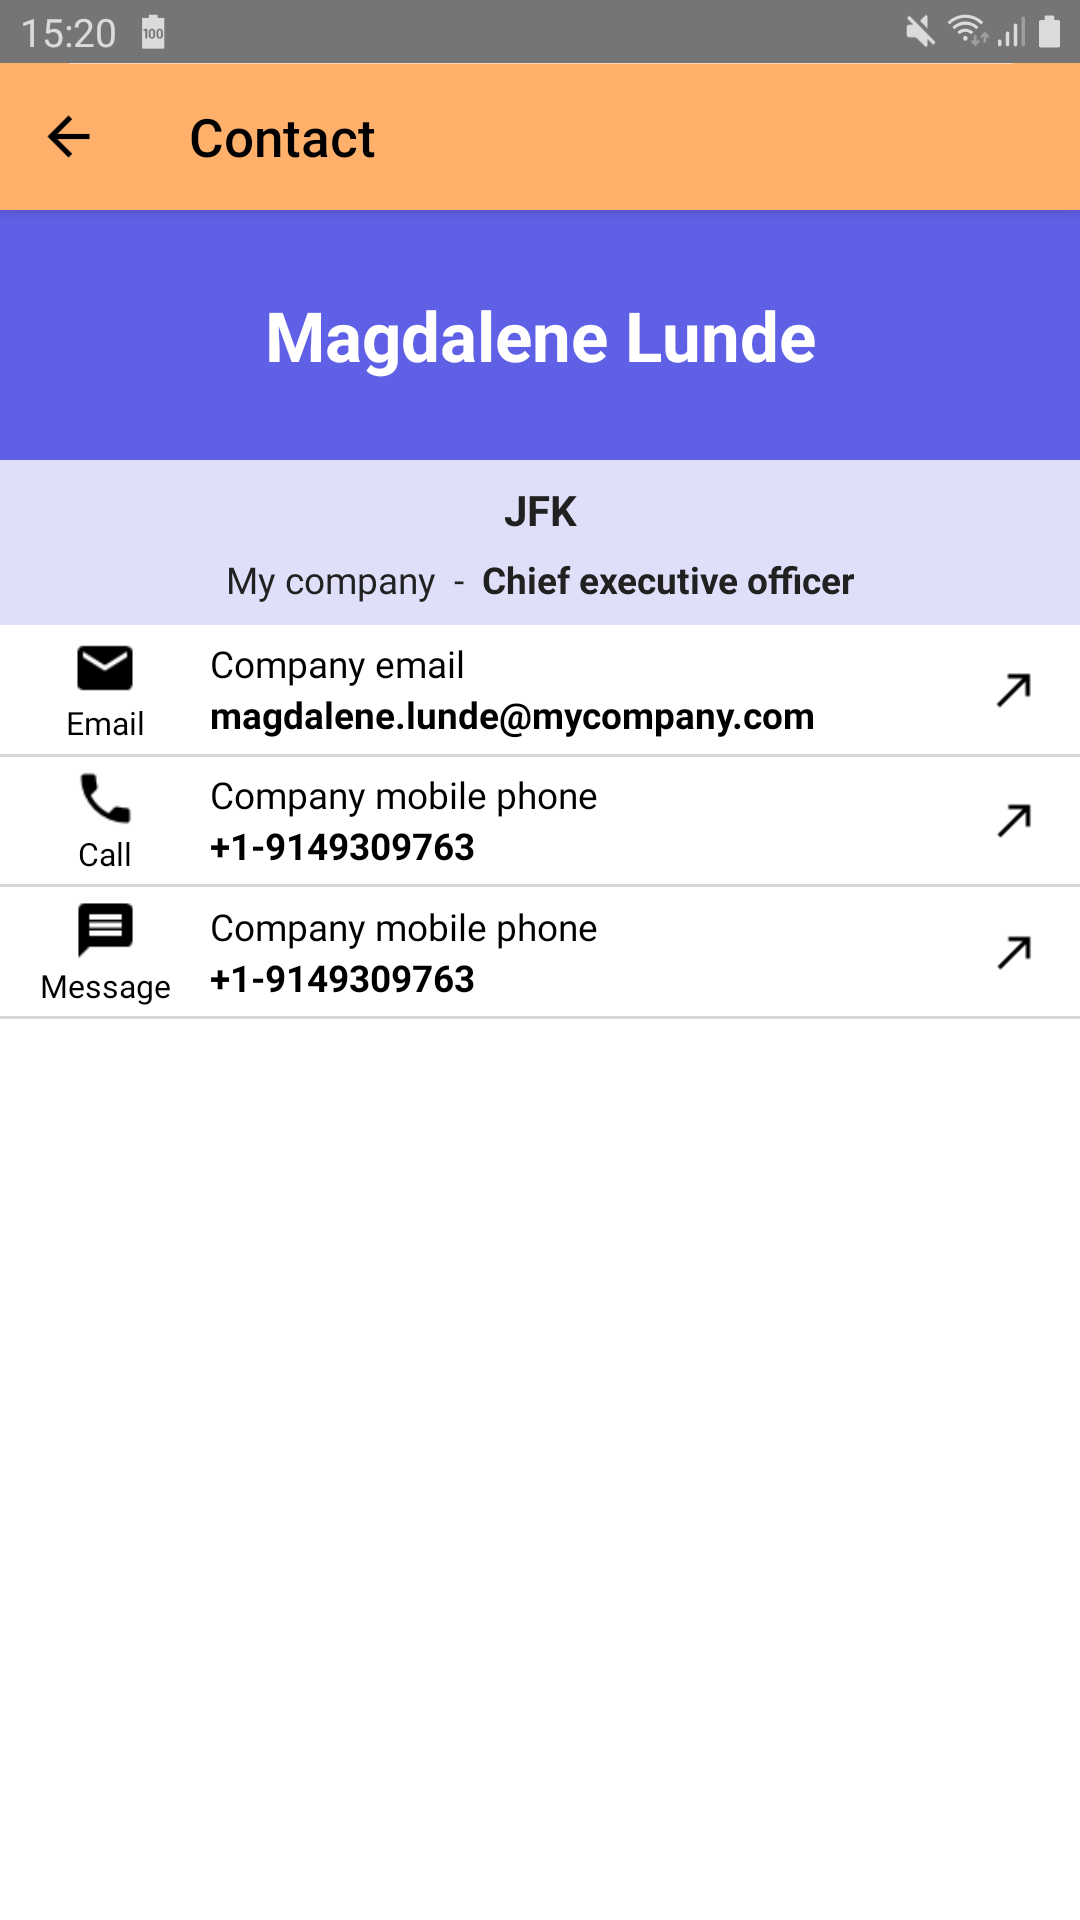 15:20 100
Contact
Magdalene Lunde
JFK
My company - Chief executive officer
Company email
Email
magdalene.lunde@mycompany.com
Company mobile phone
Call
+1-9149309763
Company mobile phone
Message
+1-9149309763